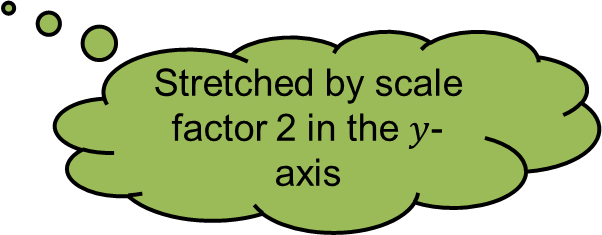 Stretched by scale
factor 2 in the y-
axis